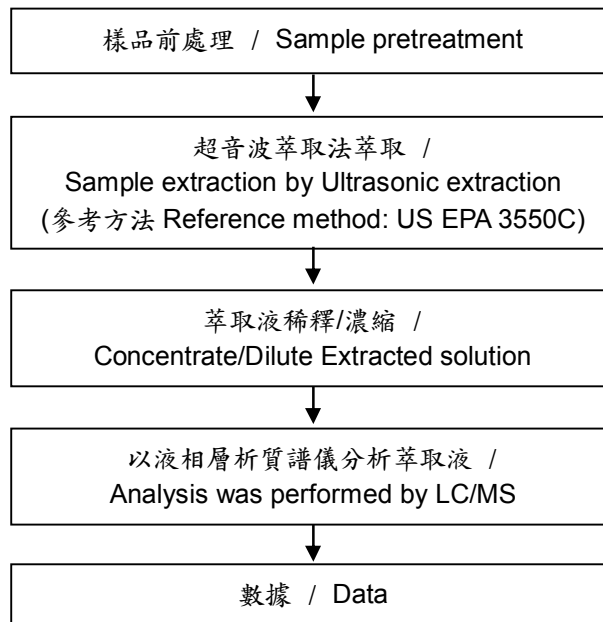 樣品前處理 / Sample pretreatment
超音波萃取法萃取 /
Sample extraction by Ultrasonic extraction
(參考方法 Reference method: US EPA 3550C)
萃取液稀釋/濃縮 /
Concentrate/Dilute Extracted solution
以液相層析質譜儀分析萃取液 /
Analysis was performed by LC/MS
數據 / Data